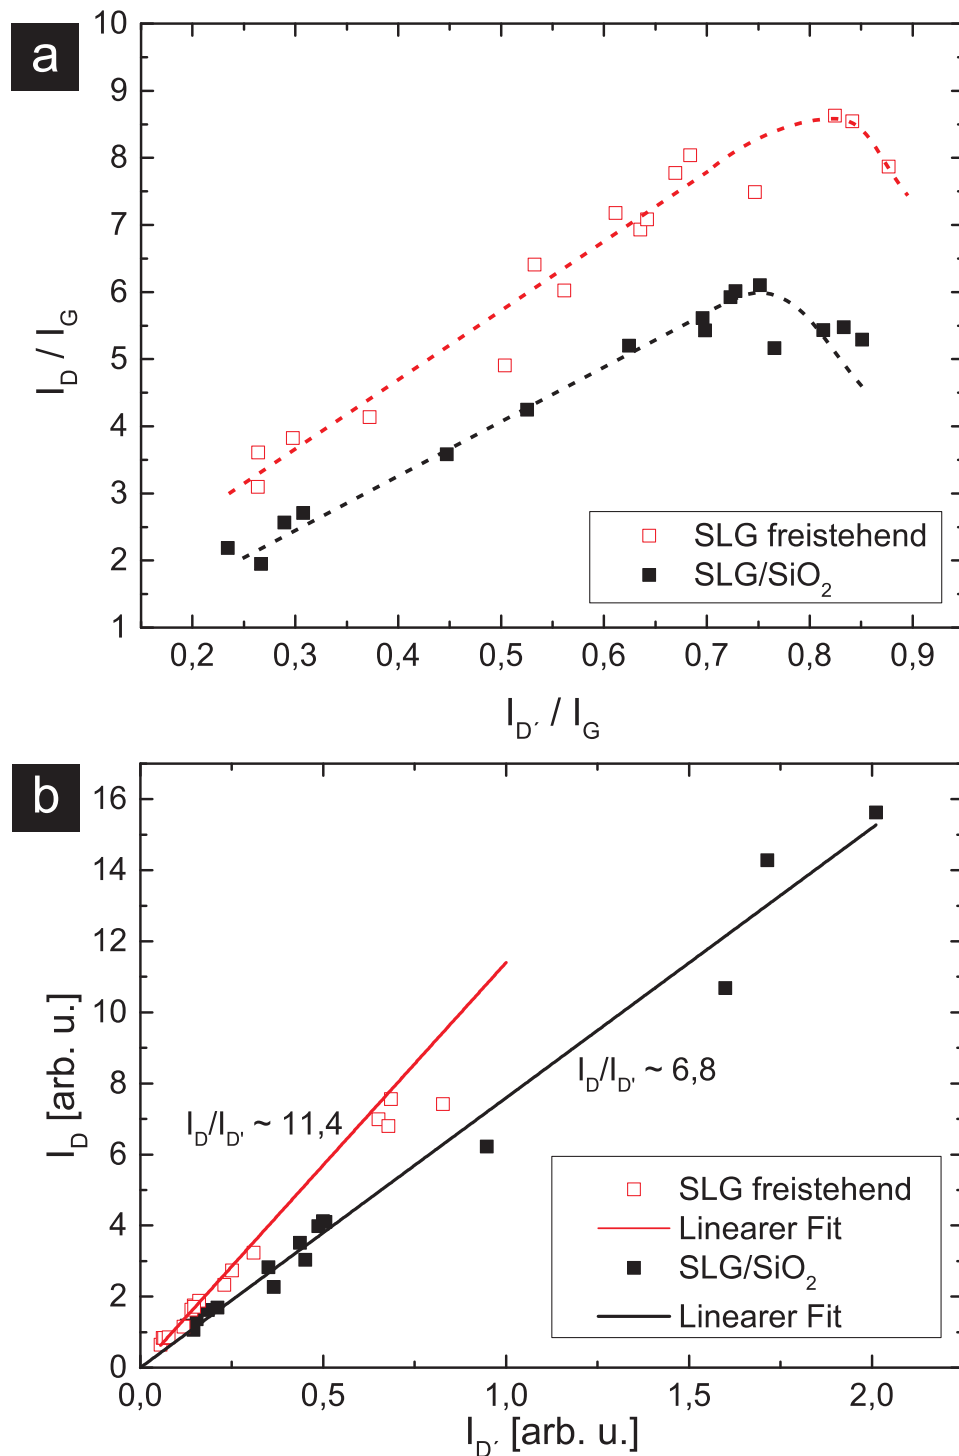 a
10
9
8
7
6
5
4
3
2
1
I_D / I_G
SLG freistehend
SLG/SiO₂
0,2 0,3 0,4 0,5 0,6 0,7 0,8 0,9
I_D´ / I_G
b
16
14
12
10
8
6
4
2
0
I_D [arb. u.]
I_D/I_D' ~ 11,4
I_D/I_D' ~ 6,8
SLG freistehend
Linearer Fit
SLG/SiO₂
Linearer Fit
0,0 0,5 1,0 1,5 2,0
I_D´ [arb. u.]